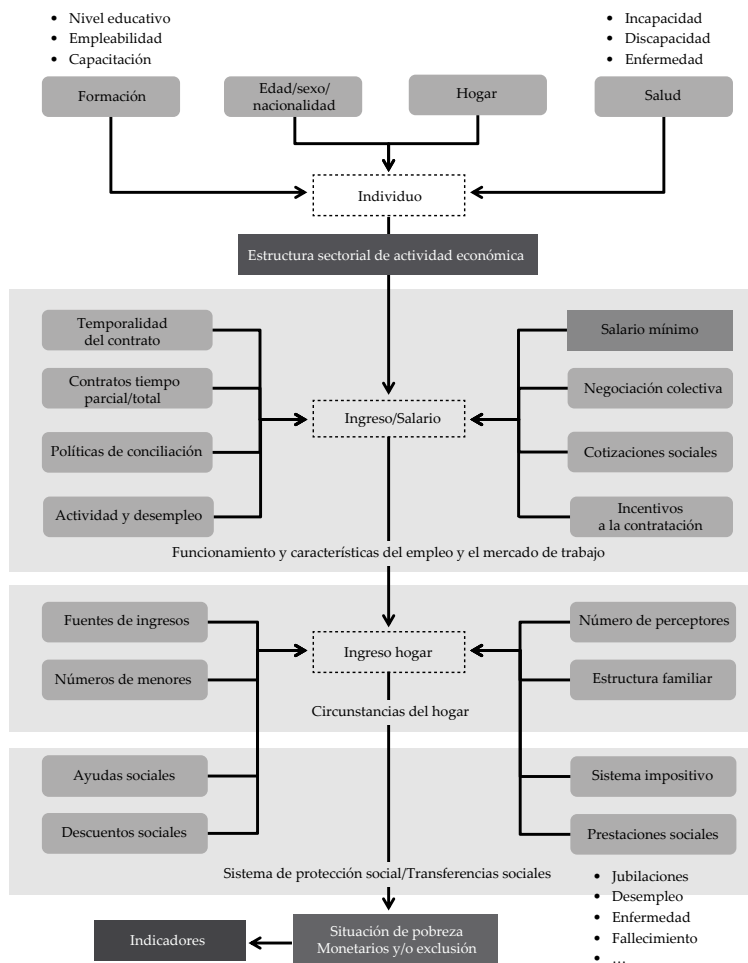 • Nivel educativo
• Empleabilidad
• Capacitación
• Incapacidad
• Discapacidad
• Enfermedad
Formación
Edad/sexo/
nacionalidad
Hogar
Salud
Individuo
Estructura sectorial de actividad económica
Temporalidad
del contrato
Contratos tiempo
parcial/total
Políticas de conciliación
Actividad y desempleo
Ingreso/Salario
Salario mínimo
Negociación colectiva
Cotizaciones sociales
Incentivos
a la contratación
Funcionamiento y características del empleo y el mercado de trabajo
Fuentes de ingresos
Números de menores
Ingreso hogar
Número de perceptores
Estructura familiar
Circunstancias del hogar
Ayudas sociales
Descuentos sociales
Sistema impositivo
Prestaciones sociales
Sistema de protección social/Transferencias sociales
• Jubilaciones
• Desempleo
• Enfermedad
• Fallecimiento
• ...
Indicadores
Situación de pobreza
Monetarios y/o exclusión